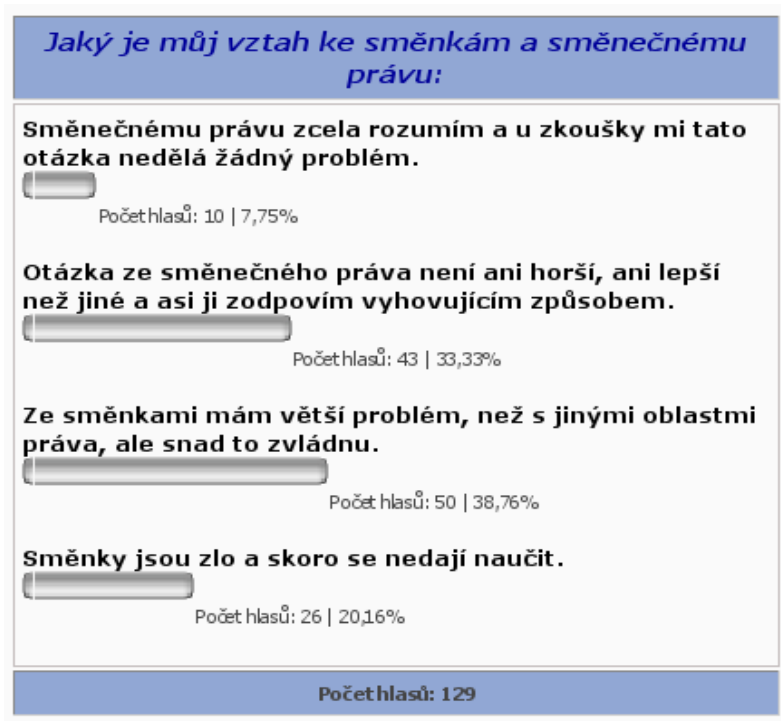 Jaký je můj vztah ke směnkám a směnečnému
právu:
Směnečnému právu zcela rozumím a u zkoušky mi tato
otázka nedělá žádný problém.
Počet hlasů: 10 | 7,75%
Otázka ze směnečného práva není ani horší, ani lepší
než jiné a asi ji zodpovím vyhovujícím způsobem.
Počet hlasů: 43 | 33,33%
Ze směnkami mám větší problém, než s jinými oblastmi
práva, ale snad to zvládnu.
Počet hlasů: 50 | 38,76%
Směnky jsou zlo a skoro se nedají naučit.
Počet hlasů: 26 | 20,16%
Počet hlasů: 129